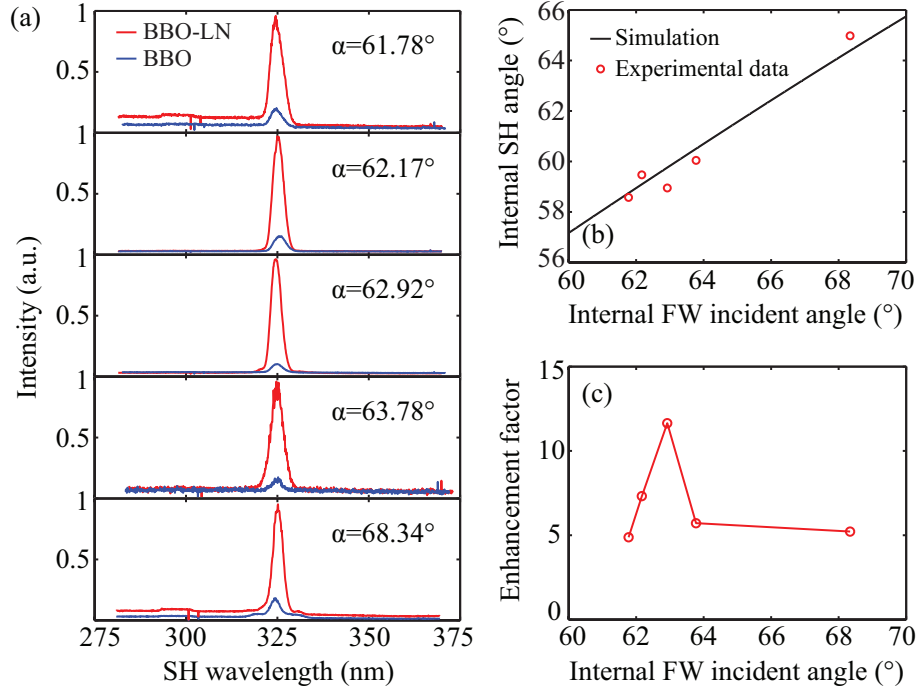 (a)
BBO-LN
BBO
α=61.78°
1
0.5
α=62.17°
1
0.5
α=62.92°
1
0.5
α=63.78°
1
0.5
α=68.34°
1
0.5
Intensity (a.u.)
275 300 325 350 375
SH wavelength (nm)
66
64
62
60
58
56
Internal SH angle (°)
Simulation
Experimental data
(b)
60 62 64 66 68 70
Internal FW incident angle (°)
15
10
5
0
Enhancement factor
(c)
60 62 64 66 68 70
Internal FW incident angle (°)